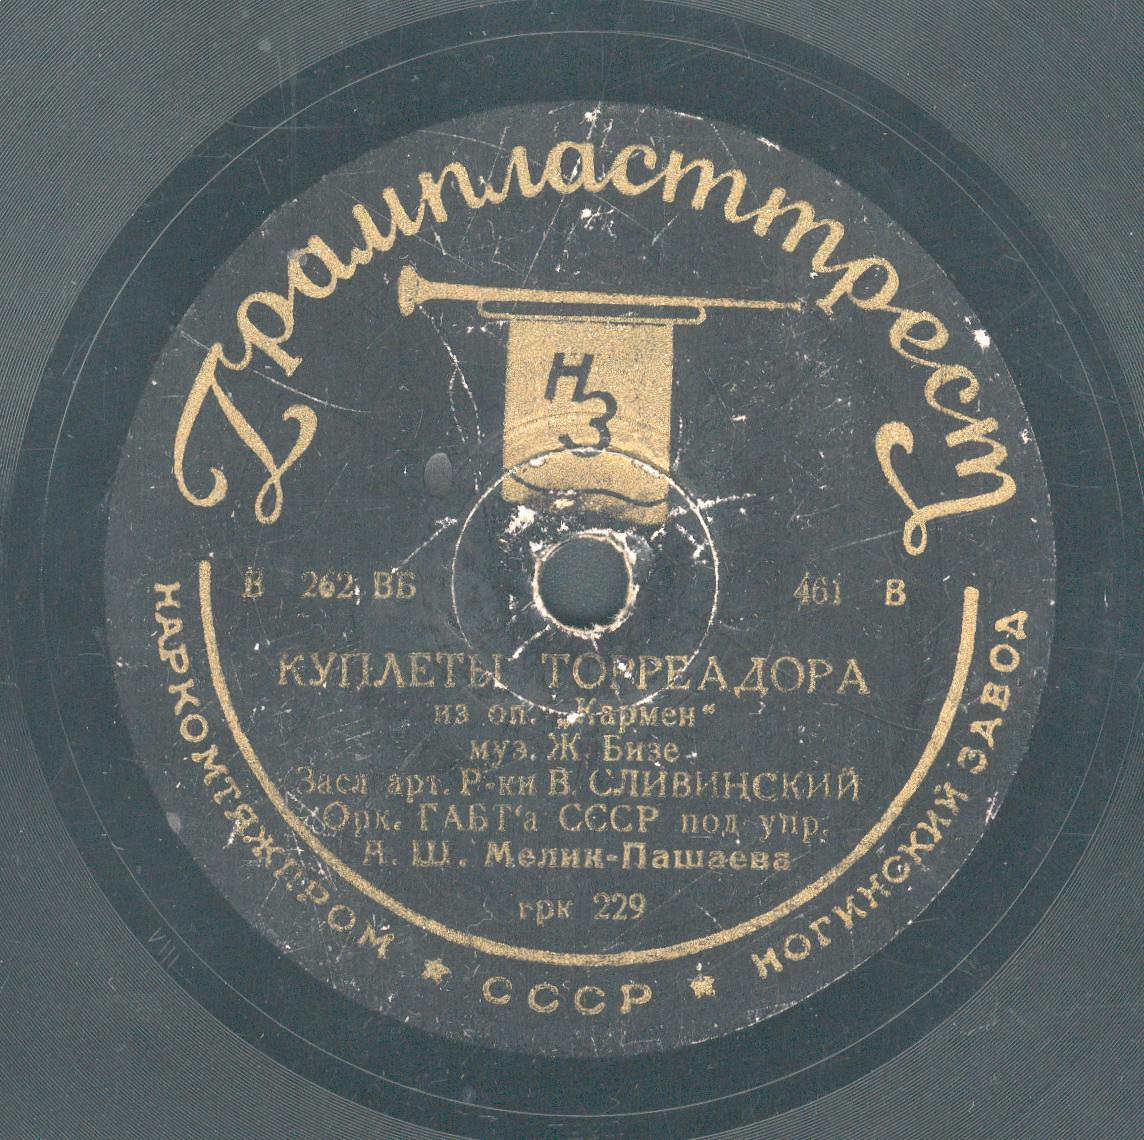 Грампласттрест
НЗ
В 262 ВБ 461 В
КУПЛЕТЫ ТОРРЕАДОРА
из оп. „Кармен“
муз. Ж. Бизе
Засл арт. Р-ки В. СЛИВИНСКИЙ
Орк. ГАБТ'а СССР под упр.
А. Ш. Мелик-Пашаева
грк 229
НАРКОМТЯЖПРОМ ★ СССР ★ НОГИНСКИЙ ЗАВОД
VIII